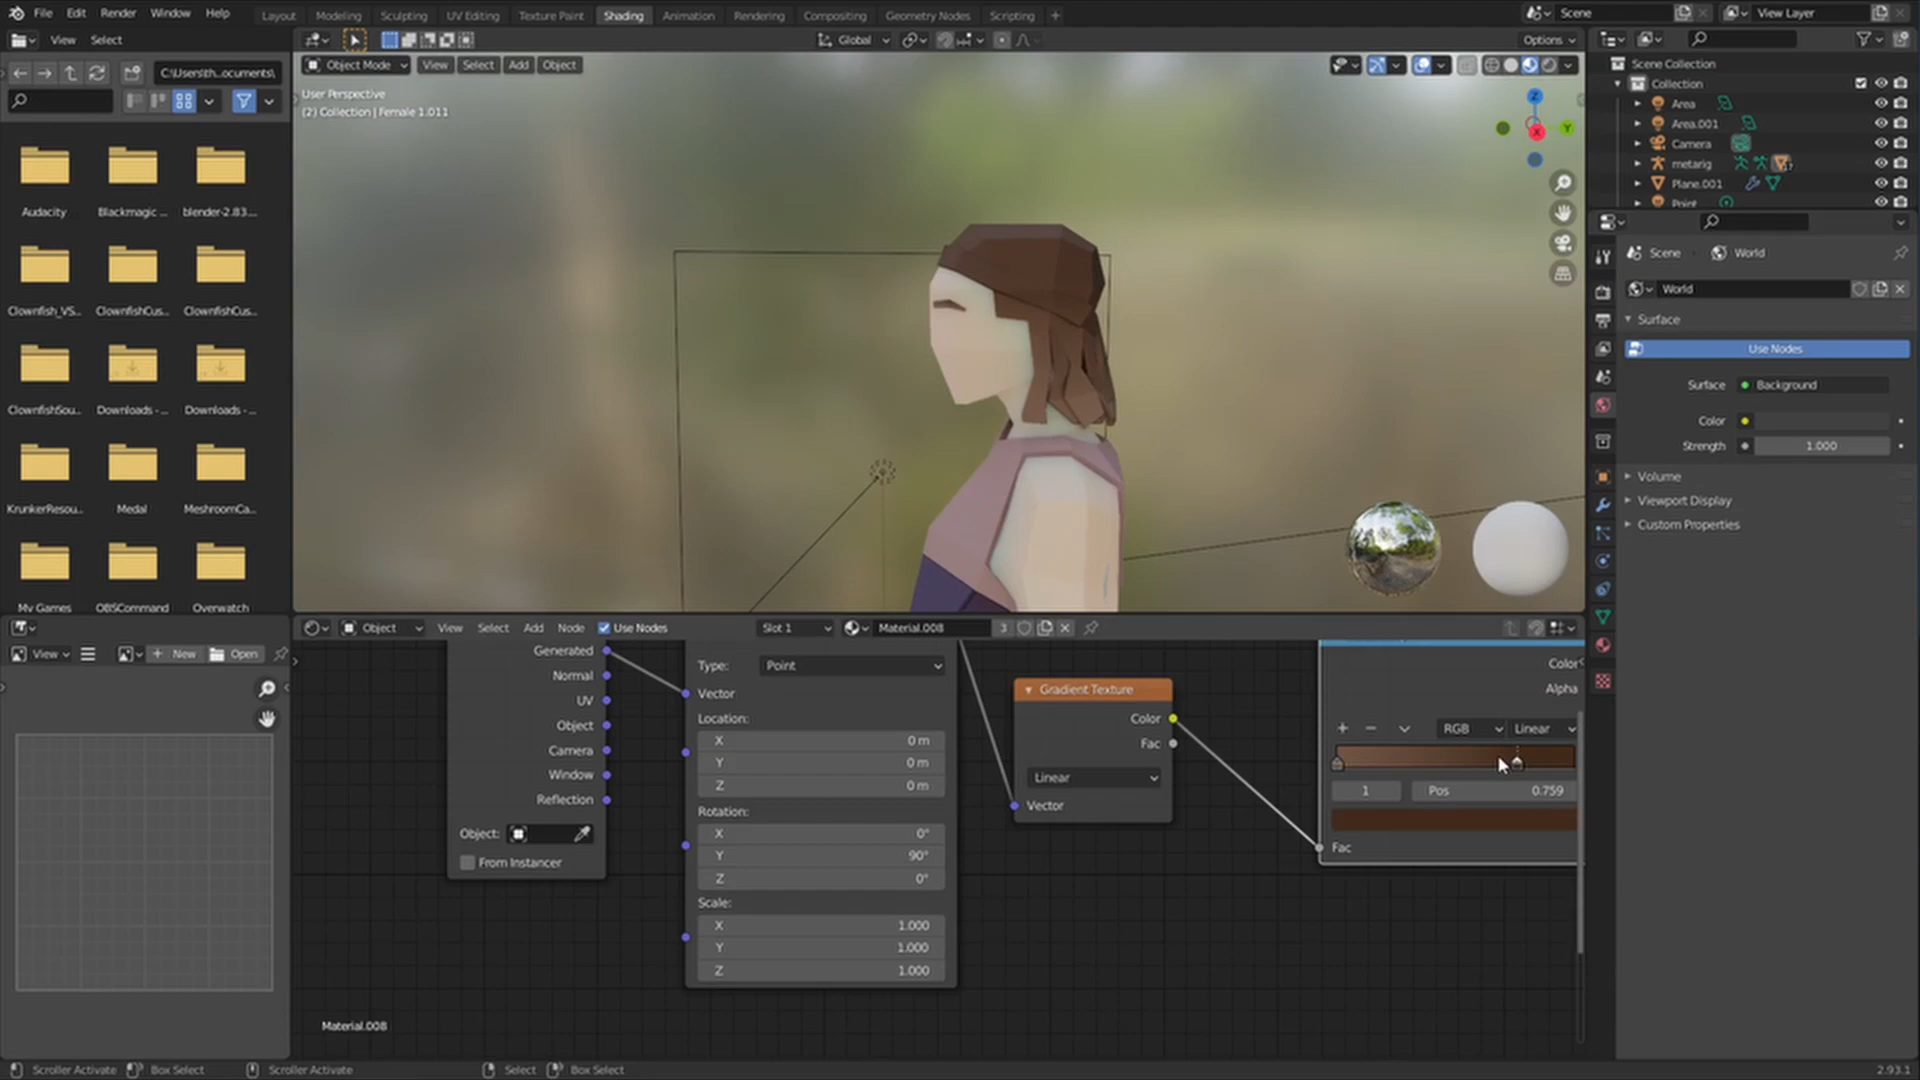 File Edit Render Window Help
Layout Modeling Sculpting UV Editing Texture Paint Shading Animation Rendering Compositing Geometry Nodes Scripting +
Scene
View Layer
View Select
Global
Options
C:\Users\th...ocuments\
Object Mode View Select Add Object
User Perspective
(2) Collection | Female 1.011
Z
Y
X
Audacity
Blackmagic ...
blender-2.83....
Clownfish_VS...
ClownfishCus...
ClownfishCus...
ClownfishSou...
Downloads - ...
Downloads - ...
KrunkerResou...
Medal
MeshroomCa...
My Games
OBSCommand
Overwatch
Scene Collection
Collection
Area
Area.001
Camera
metarig
Plane.001
Point
Scene World
World
Surface
Use Nodes
Surface Background
Color
Strength 1.000
Volume
Viewport Display
Custom Properties
Object View Select Add Node Use Nodes Slot 1 Material.008 3
View + New Open
Generated
Normal
UV
Object
Camera
Window
Reflection
Object:
From Instancer
Type: Point
Vector
Location:
X 0 m
Y 0 m
Z 0 m
Rotation:
X 0°
Y 90°
Z 0°
Scale:
X 1.000
Y 1.000
Z 1.000
Gradient Texture
Color
Fac
Linear
Vector
Color
Alpha
+ − RGB Linear
1 Pos 0.759
Fac
Material.008
Scroller Activate Box Select Scroller Activate Select Box Select 2.93.1